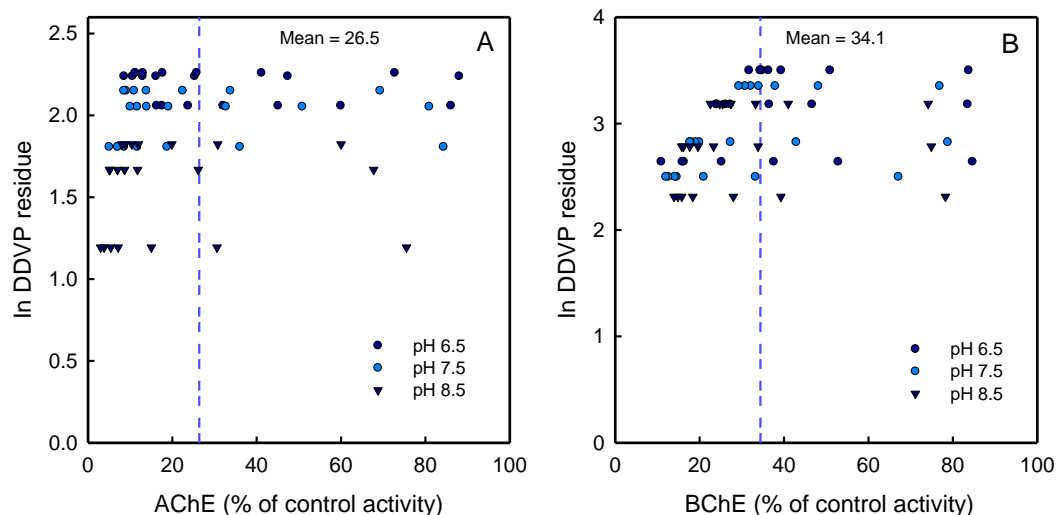 2.5
2.0
1.5
1.0
0.5
0.0
ln DDVP residue
Mean = 26.5
A
pH 6.5
pH 7.5
pH 8.5
0 20 40 60 80 100
AChE (% of control activity)
4
3
2
1
0
ln DDVP residue
Mean = 34.1
B
pH 6.5
pH 7.5
pH 8.5
0 20 40 60 80 100
BChE (% of control activity)